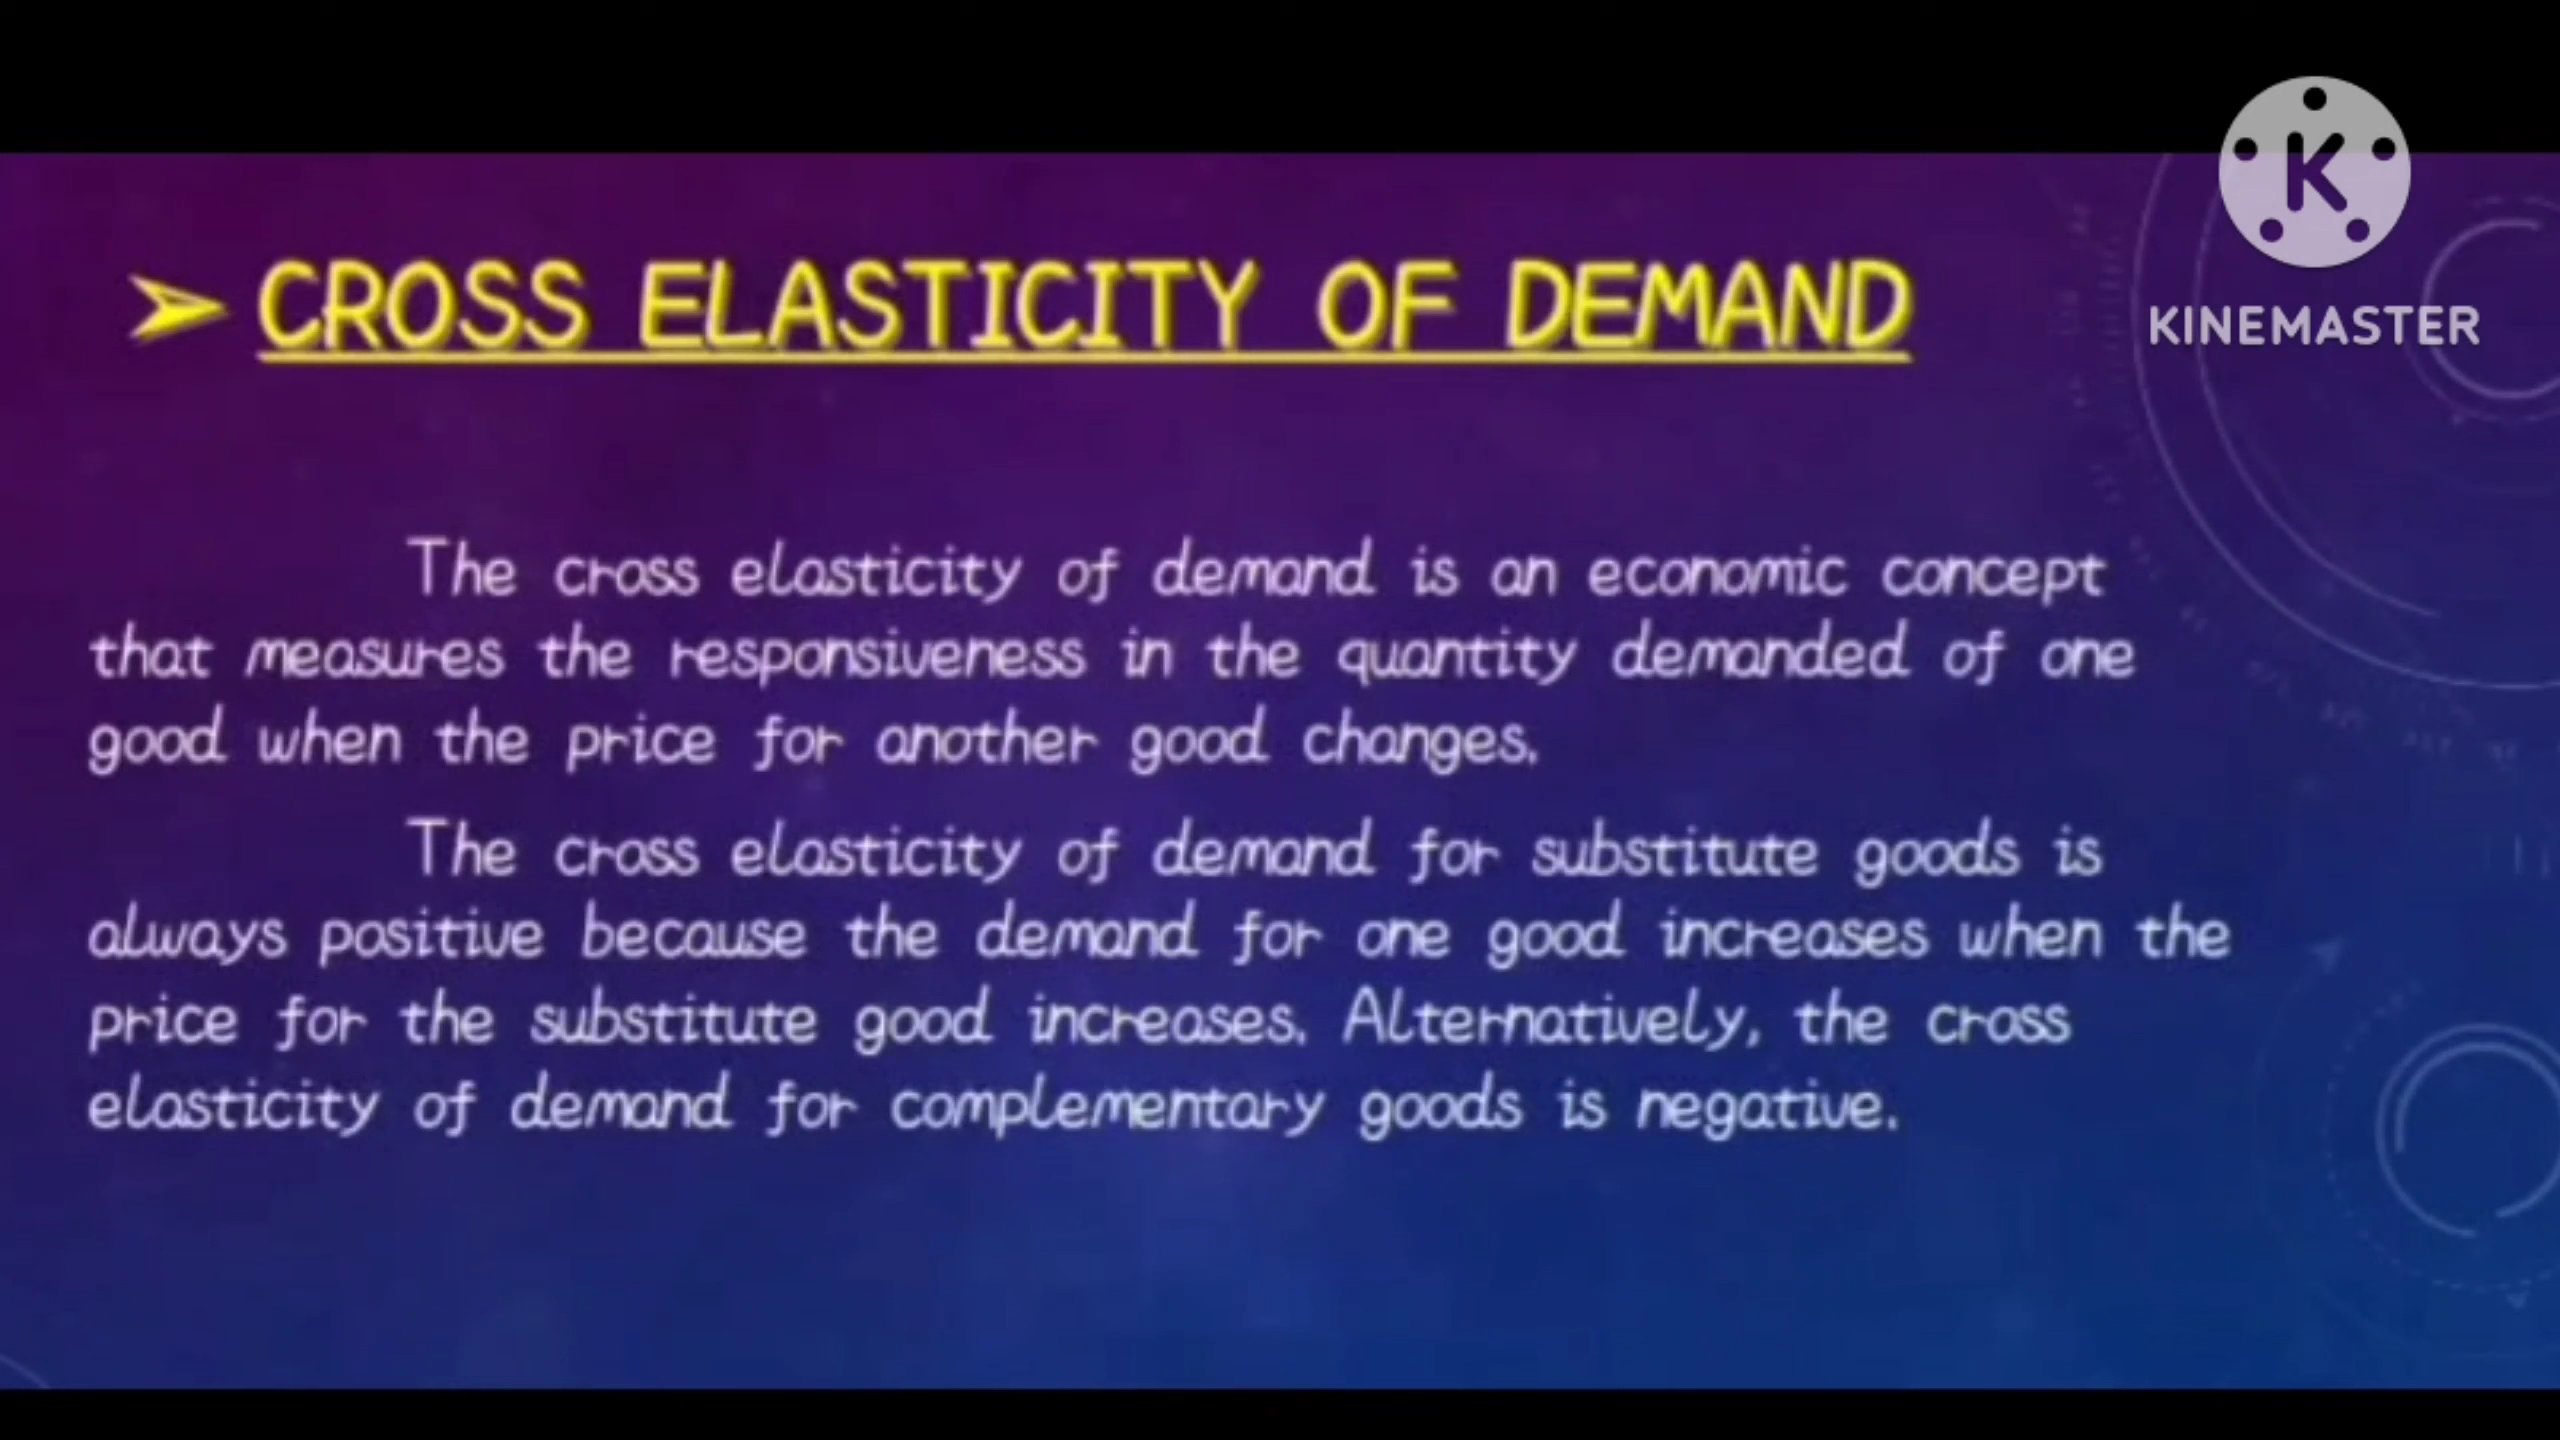 K
KINEMASTER
➢ CROSS ELASTICITY OF DEMAND
The cross elasticity of demand is an economic concept
that measures the responsiveness in the quantity demanded of one
good when the price for another good changes.
The cross elasticity of demand for substitute goods is
always positive because the demand for one good increases when the
price for the substitute good increases. Alternatively, the cross
elasticity of demand for complementary goods is negative.